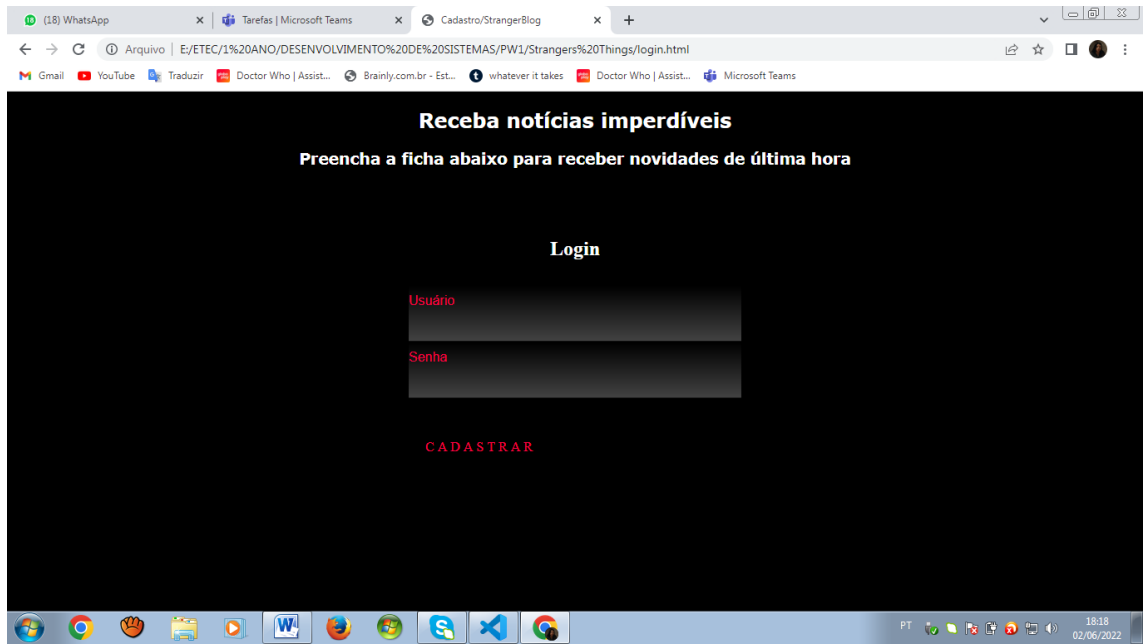 (18) WhatsApp
Tarefas | Microsoft Teams
Cadastro/StrangerBlog
Arquivo | E:/ETEC/1%20ANO/DESENVOLVIMENTO%20DE%20SISTEMAS/PW1/Strangers%20Things/login.html
Gmail YouTube Traduzir Doctor Who | Assist... Brainly.com.br - Est... whatever it takes Doctor Who | Assist... Microsoft Teams
Receba notícias imperdíveis
Preencha a ficha abaixo para receber novidades de última hora
Login
Usuário
Senha
CADASTRAR
PT
18:18
02/06/2022